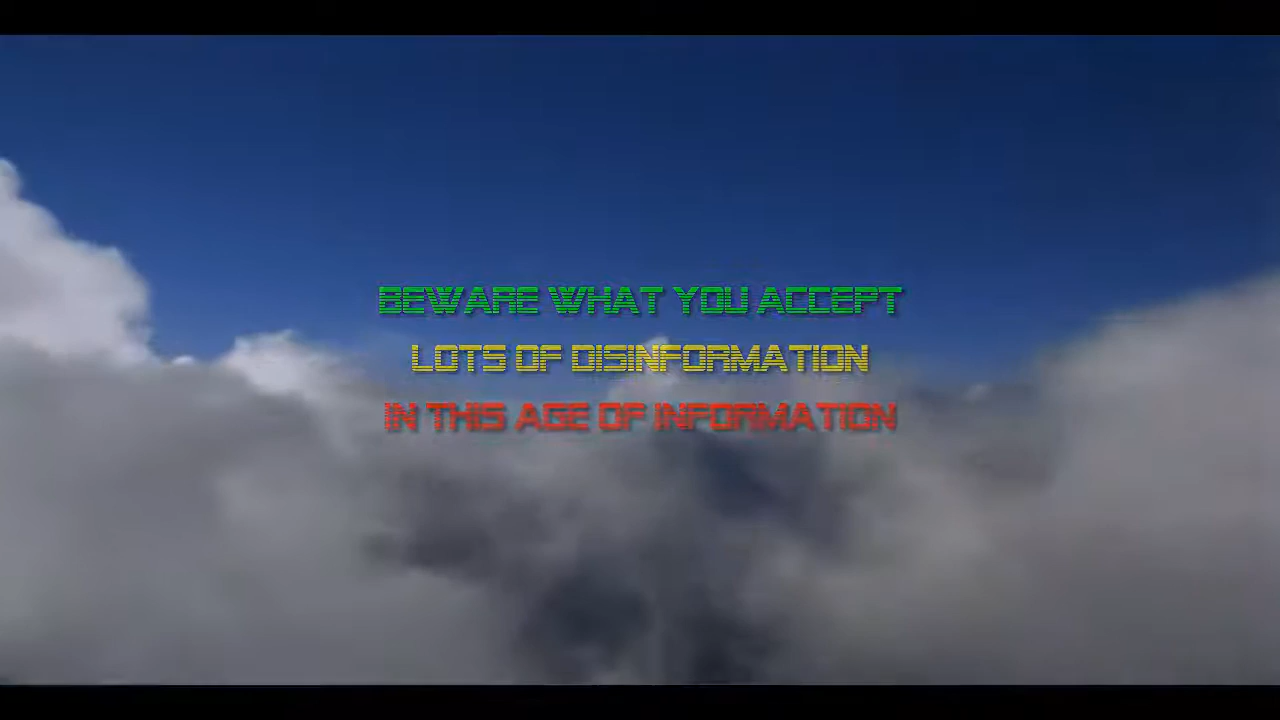 BEWARE WHAT YOU ACCEPT
LOTS OF DISINFORMATION
IN THIS AGE OF INFORMATION